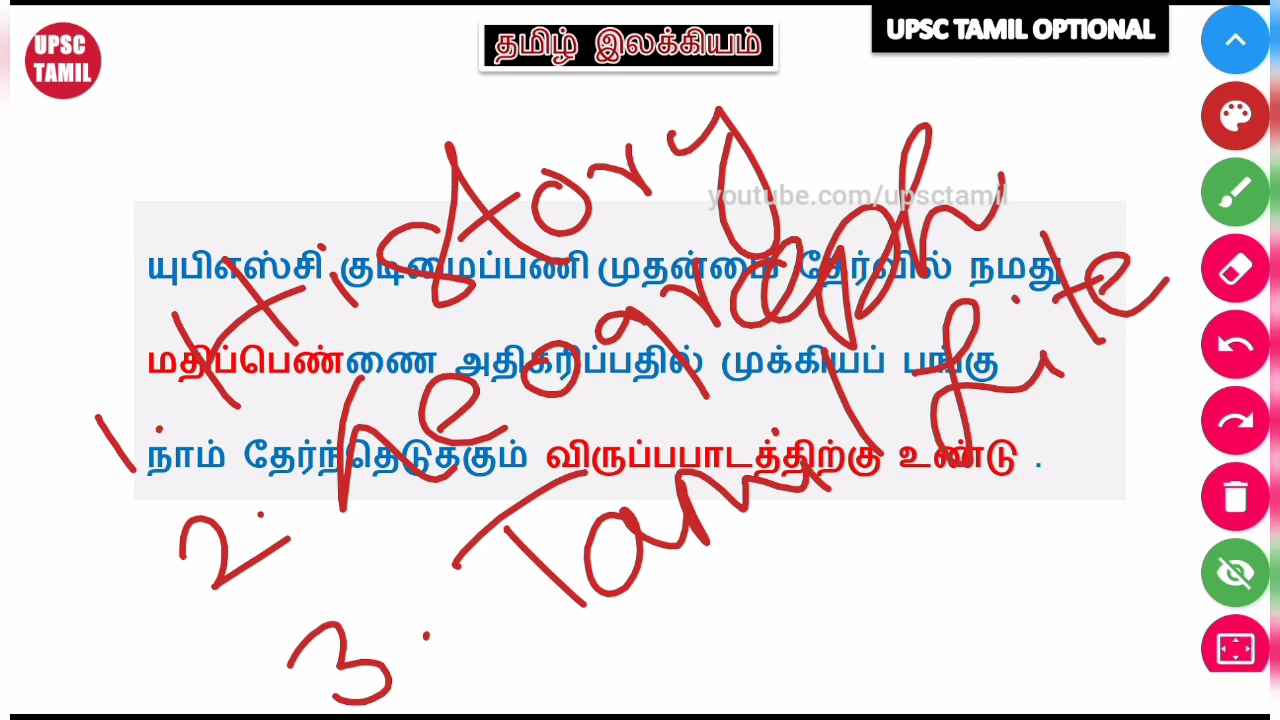 UPSC TAMIL
தமிழ் இலக்கியம்
UPSC TAMIL OPTIONAL
youtube.com/upsctamil
யுபிஎஸ்சி குடிமைப்பணி முதன்மை தேர்வில் நமது
மதிப்பெண்ணை அதிகரிப்பதில் முக்கியப் பங்கு
நாம் தேர்ந்தெடுக்கும் விருப்பபாடத்திற்கு உண்டு .
1. History
2.
3. Tamil Lite